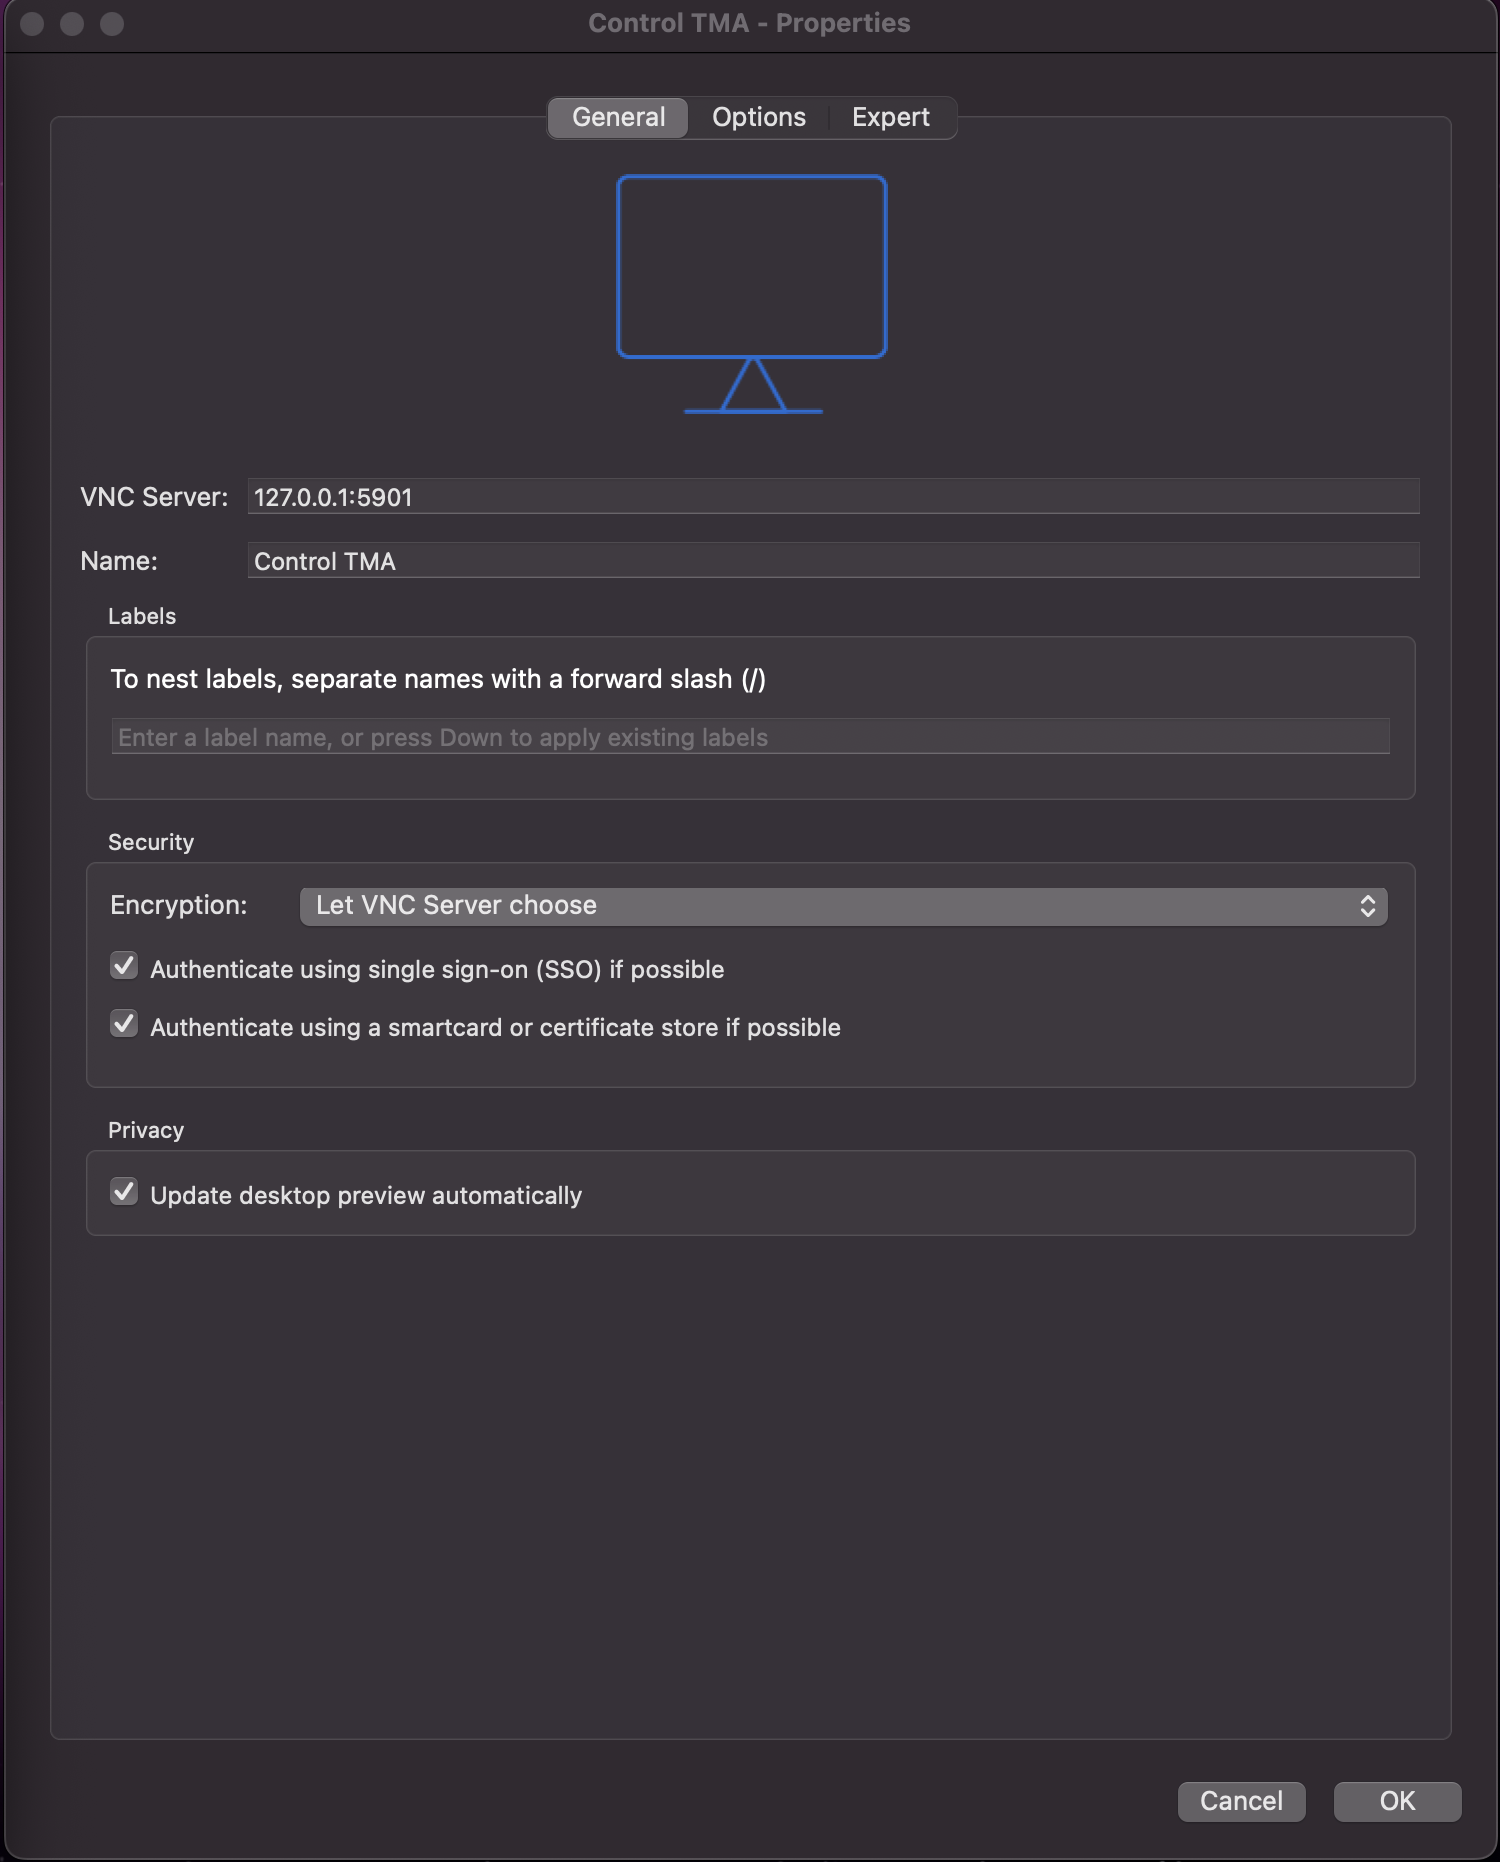 Control TMA - Properties
General Options Expert
VNC Server: 127.0.0.1:5901
Name: Control TMA
Labels
To nest labels, separate names with a forward slash (/)
Enter a label name, or press Down to apply existing labels
Security
Encryption: Let VNC Server choose
Authenticate using single sign-on (SSO) if possible
Authenticate using a smartcard or certificate store if possible
Privacy
Update desktop preview automatically
Cancel OK